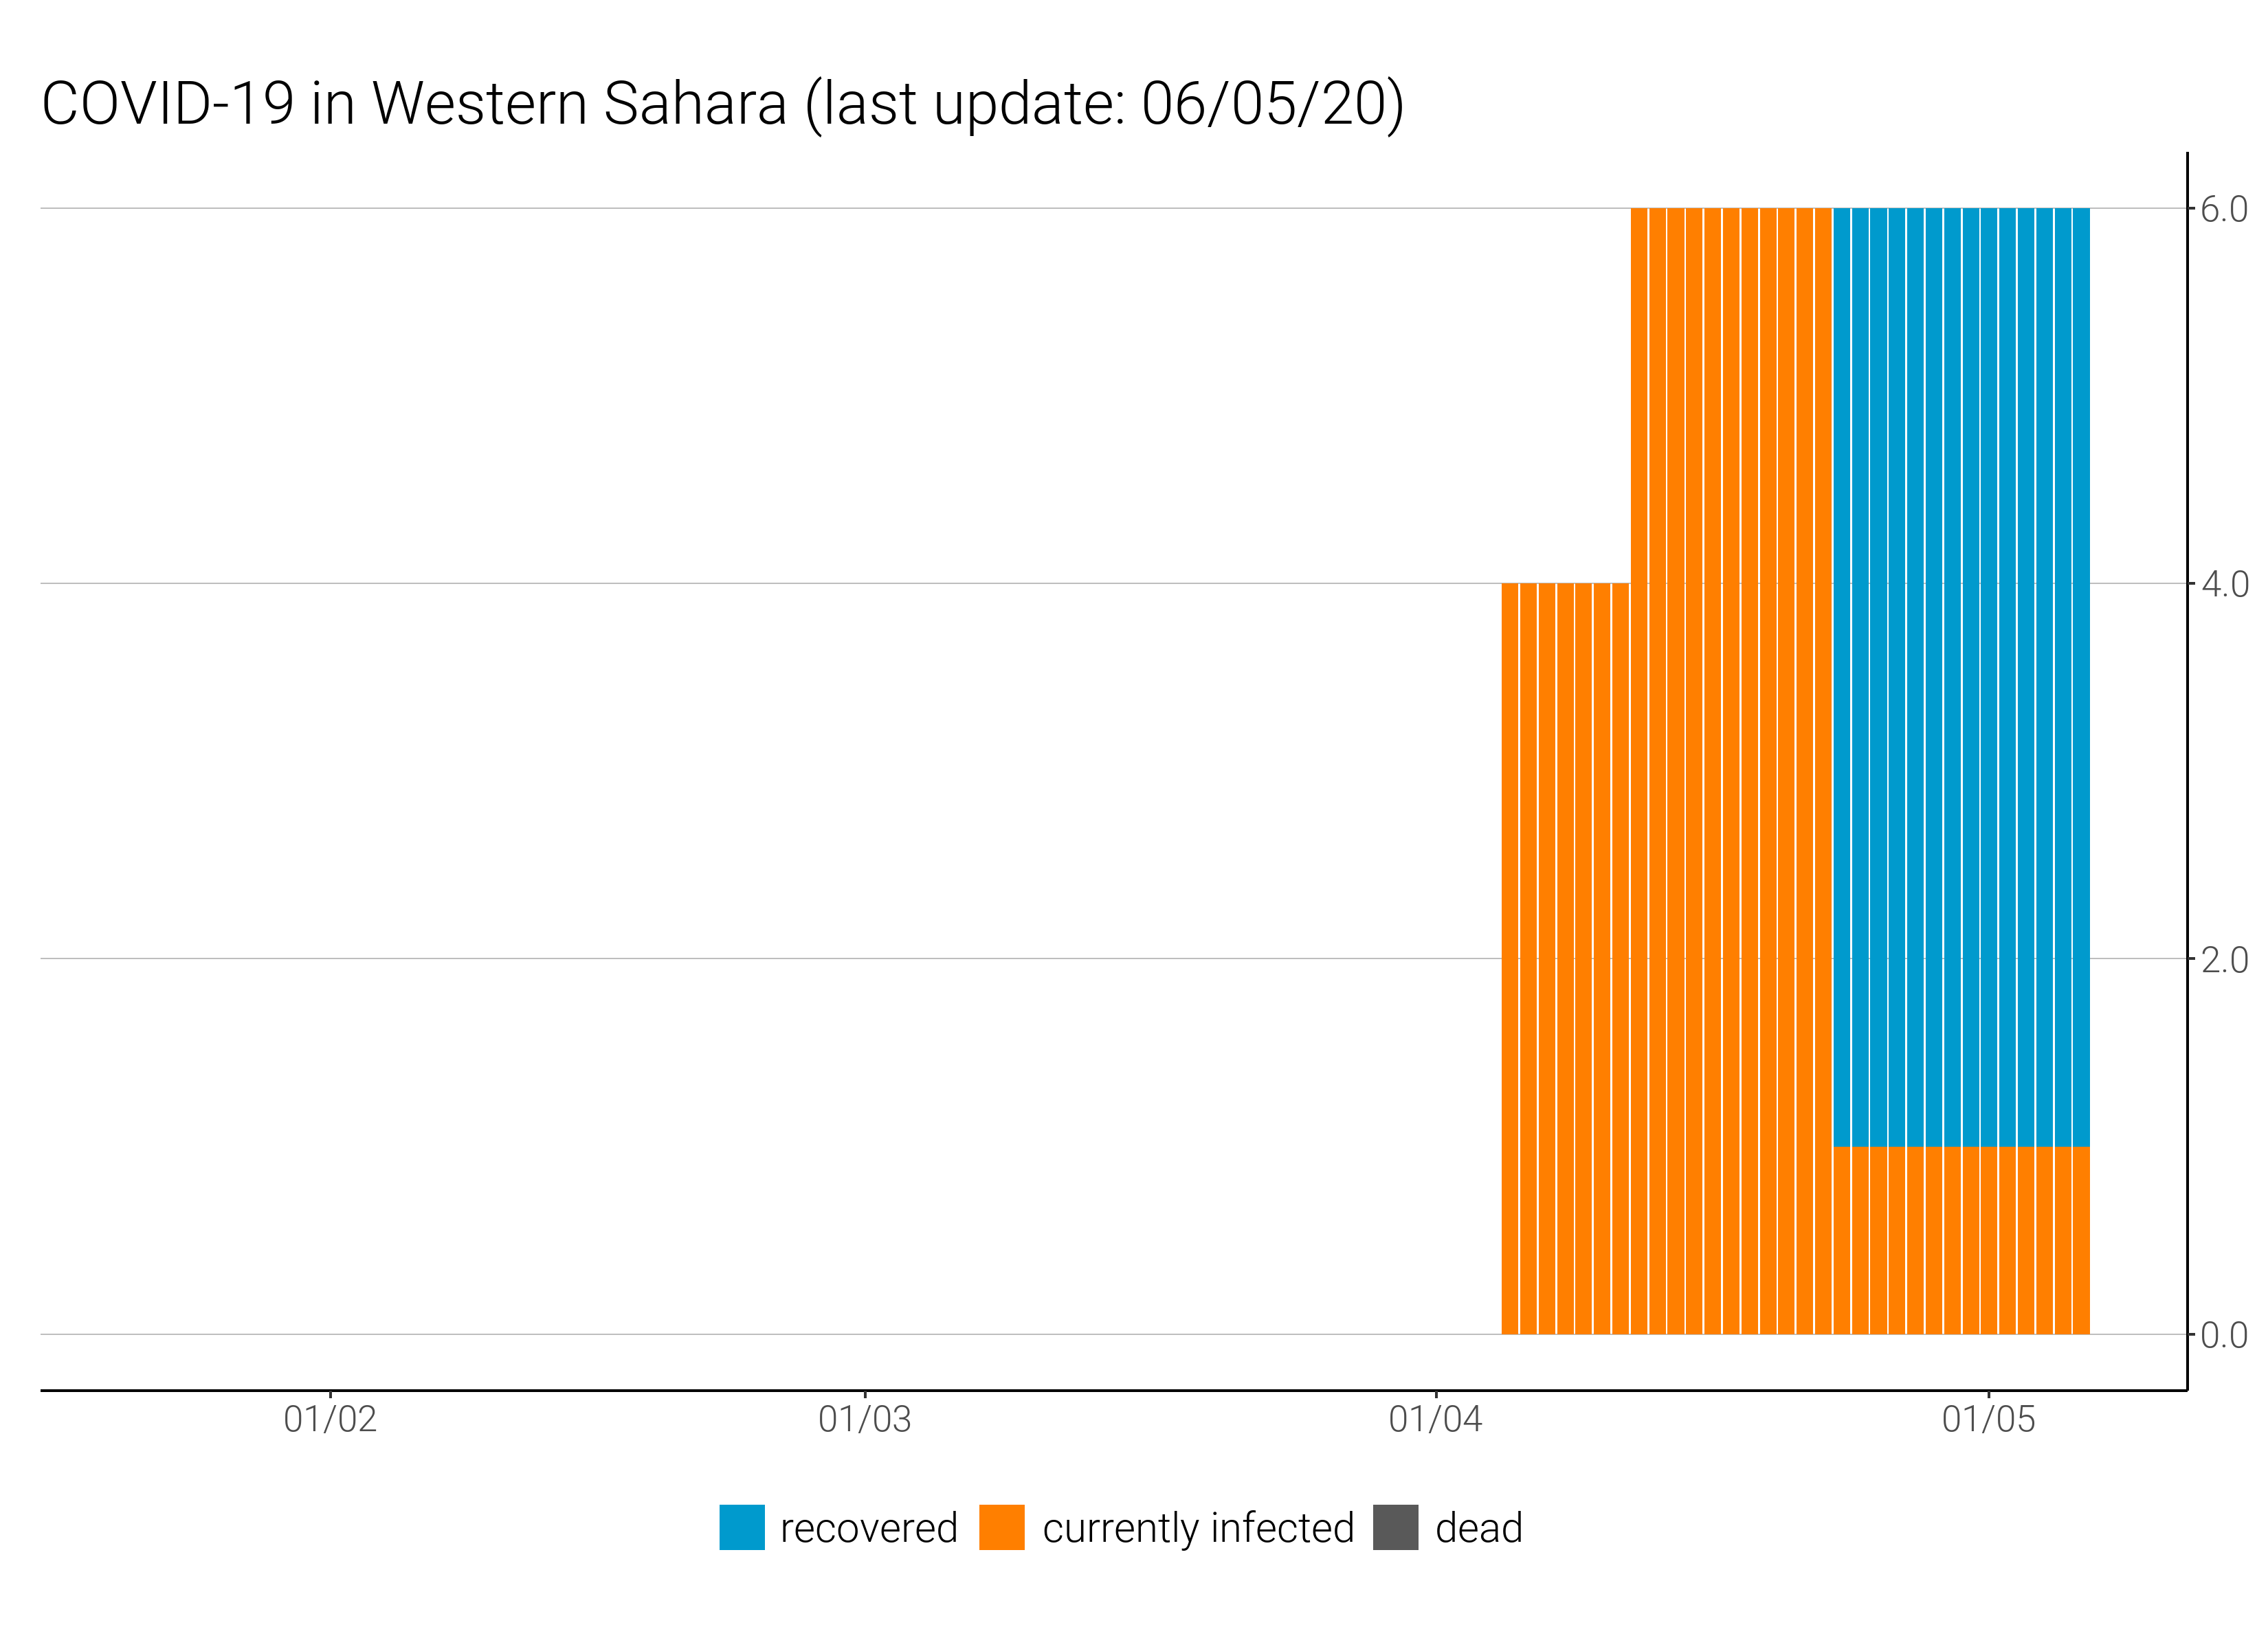 COVID-19 in Western Sahara (last update: 06/05/20)
6.0
4.0
2.0
0.0
01/02 01/03 01/04 01/05
recovered currently infected dead